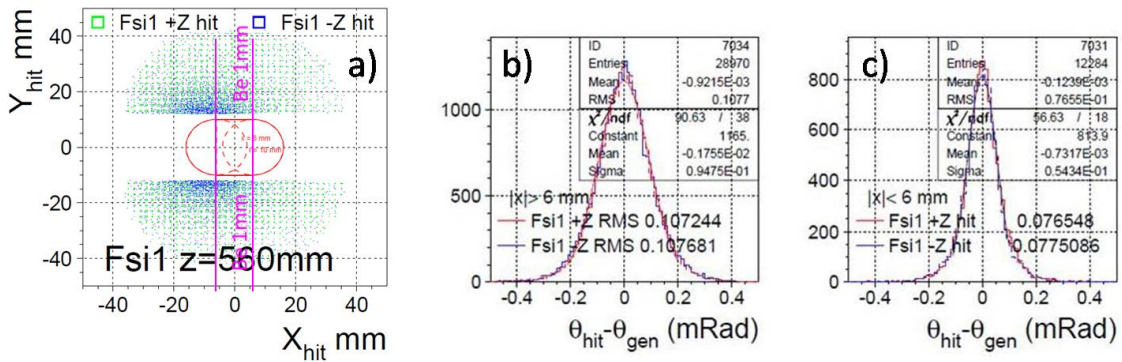 Fsi1 +Z hit
Fsi1 -Z hit
a)
Y_hit mm
40
20
0
-20
-40
Be 1mm
Be 1mm
Fsi1 z=560mm
-40 -20 0 20 40
X_hit mm
b)
ID 7034
Entries 28970
Mean -0.9215E-03
RMS 0.1077
χ²/ndf 90.63 / 38
Constant 1165.
Mean -0.1755E-02
Sigma 0.9475E-01
1000
500
0
|x|> 6 mm
Fsi1 +Z RMS 0.107244
Fsi1 +Z RMS 0.107681
-0.4 -0.2 0 0.2 0.4
θ_hit-θ_gen (mRad)
c)
ID 7031
Entries 12284
Mean -0.1239E-03
RMS 0.7655E-01
χ²/ndf 56.63 / 18
Constant 813.9
Mean -0.7317E-03
Sigma 0.5434E-01
800
600
400
200
0
|x|< 6 mm
Fsi1 +Z hit 0.076548
Fsi1 -Z hit 0.0775086
-0.4 -0.2 0 0.2 0.4
θ_hit-θ_gen (mRad)